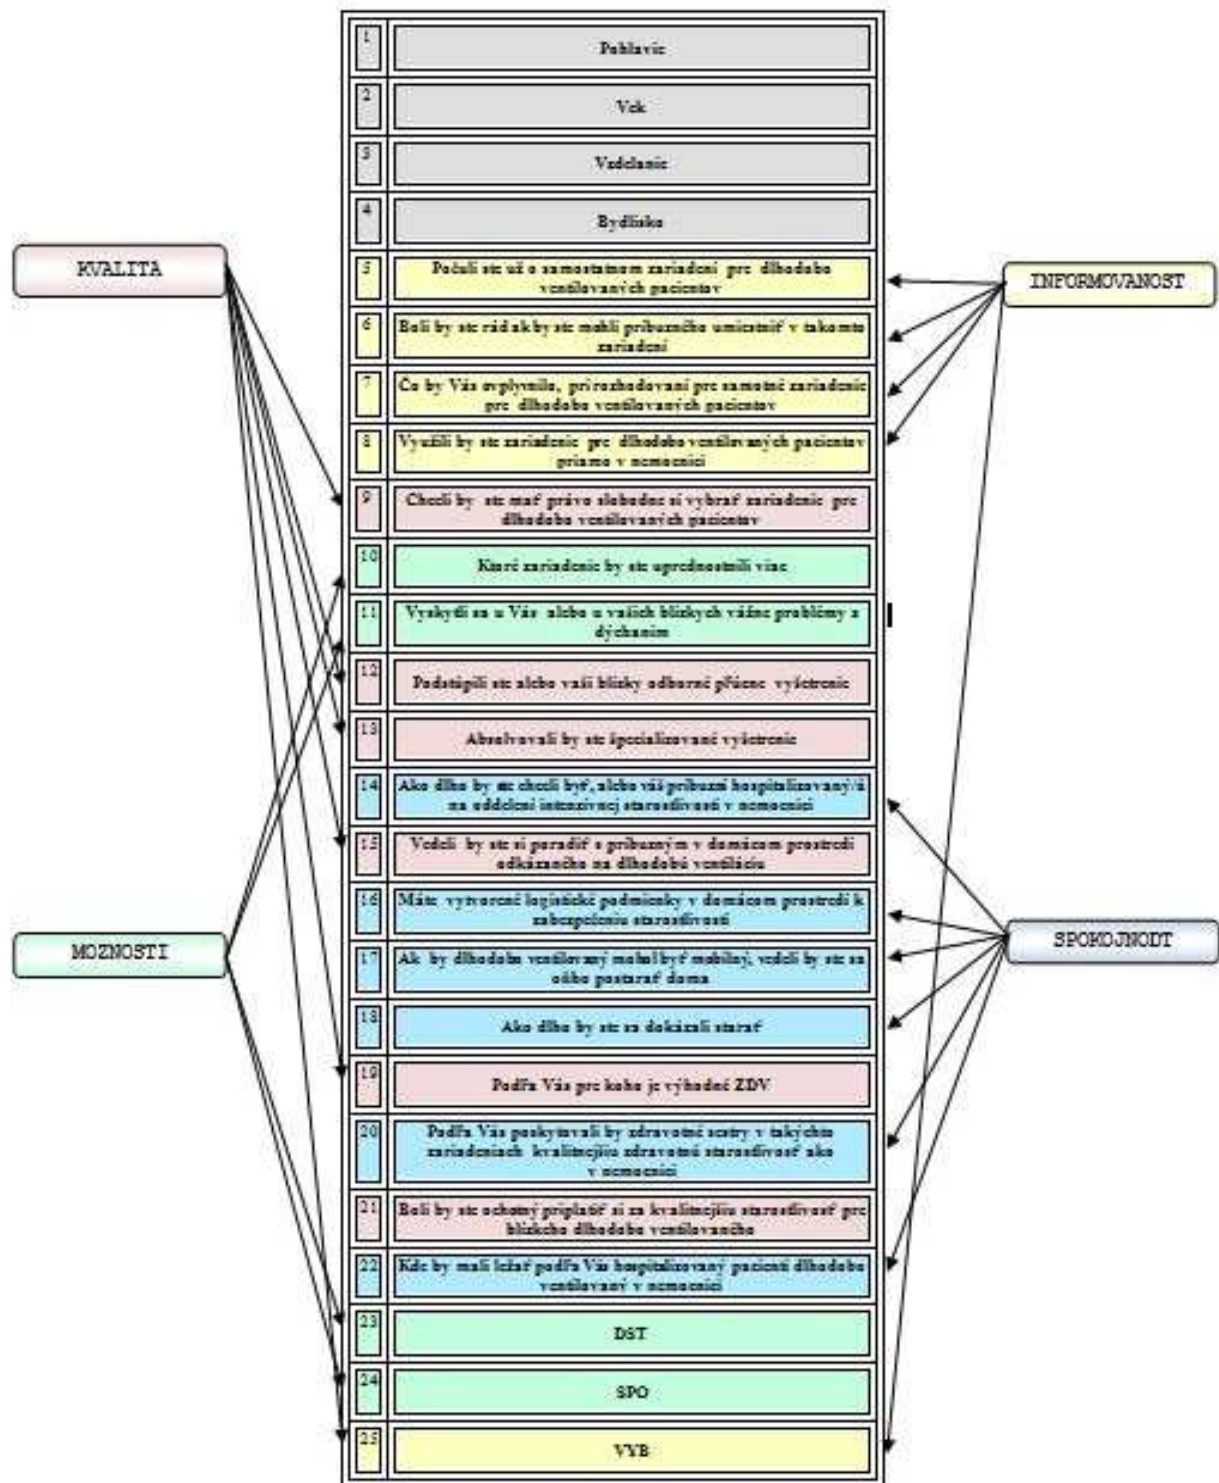 1 Pohlavie
2 Vek
3 Vzdelanie
4 Bydlisko
KVALITA
INFORMOVANOST
5 Počuli ste už o samostatnom zariadení pre dlhodobo
ventilovaných pacientov
6 Boli by ste rád ak by ste mohli príbuzného umiestniť v takomto
zariadení
7 Čo by Vás ovplyvnilo, pri rozhodovaní pre samotné zariadenie
pre dlhodobo ventilovaných pacientov
8 Využili by ste zariadenie pre dlhodobo ventilovaných pacientov
priamo v nemocnici
9 Chceli by ste mať právo slobodne si vybrať zariadenie pre
dlhodobo ventilovaných pacientov
10 Ktoré zariadenie by ste uprednostnili viac
11 Vyskytli sa u Vás alebo u vašich blízkych vážne problémy s
dýchaním
12 Podstúpili ste alebo vaši blízky odborné pľúcne vyšetrenie
13 Absolvovali by ste špecializované vyšetrenie
14 Ako dlho by ste chceli byť, alebo váš príbuzní hospitalizovaný/á
na oddelení intenzívnej starostlivosti v nemocnici
15 Vedeli by ste si poradiť s príbuzným v domácom prostredí
odkázaného na dlhodobú ventiláciu
16 Máte vytvorené logistické podmienky v domácom prostredí k
zabezpečeniu starostlivosti
MOZNOSTI
SPOKOJNODT
17 Ak by dlhodobo ventilovaný mohol byť mobilný, vedeli by ste sa
oňho postarať doma
18 Ako dlho by ste sa dokázali starať
19 Podľa Vás pre koho je výhodné ZDV
20 Podľa Vás poskytovali by zdravotné sestry v takýchto
zariadeniach kvalitnejšiu zdravotnú starostlivosť ako
v nemocnici
21 Boli by ste ochotný priplatiť si za kvalitnejšiu starostlivosť pre
blízkeho dlhodobo ventilovaného
22 Kde by mali ležať podľa Vás hospitalizovaný pacienti dlhodobo
ventilovaný v nemocnici
23 DST
24 SPO
25 VYB